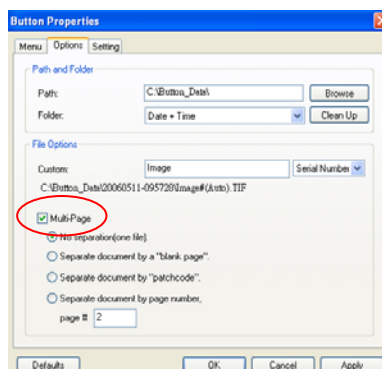 Button Properties
Menu Options Setting
Path and Folder
Path: C:\Button_Data\ Browse
Folder: Date + Time Clean Up
File Options
Custom: Image Serial Number
C:\Button_Data\20060511-095728\Image#(Auto).TIF
Multi-Page
No separation(one file).
Separate document by a "blank page".
Separate document by "patchcode".
Separate document by page number,
page # 2
Defaults OK Cancel Apply